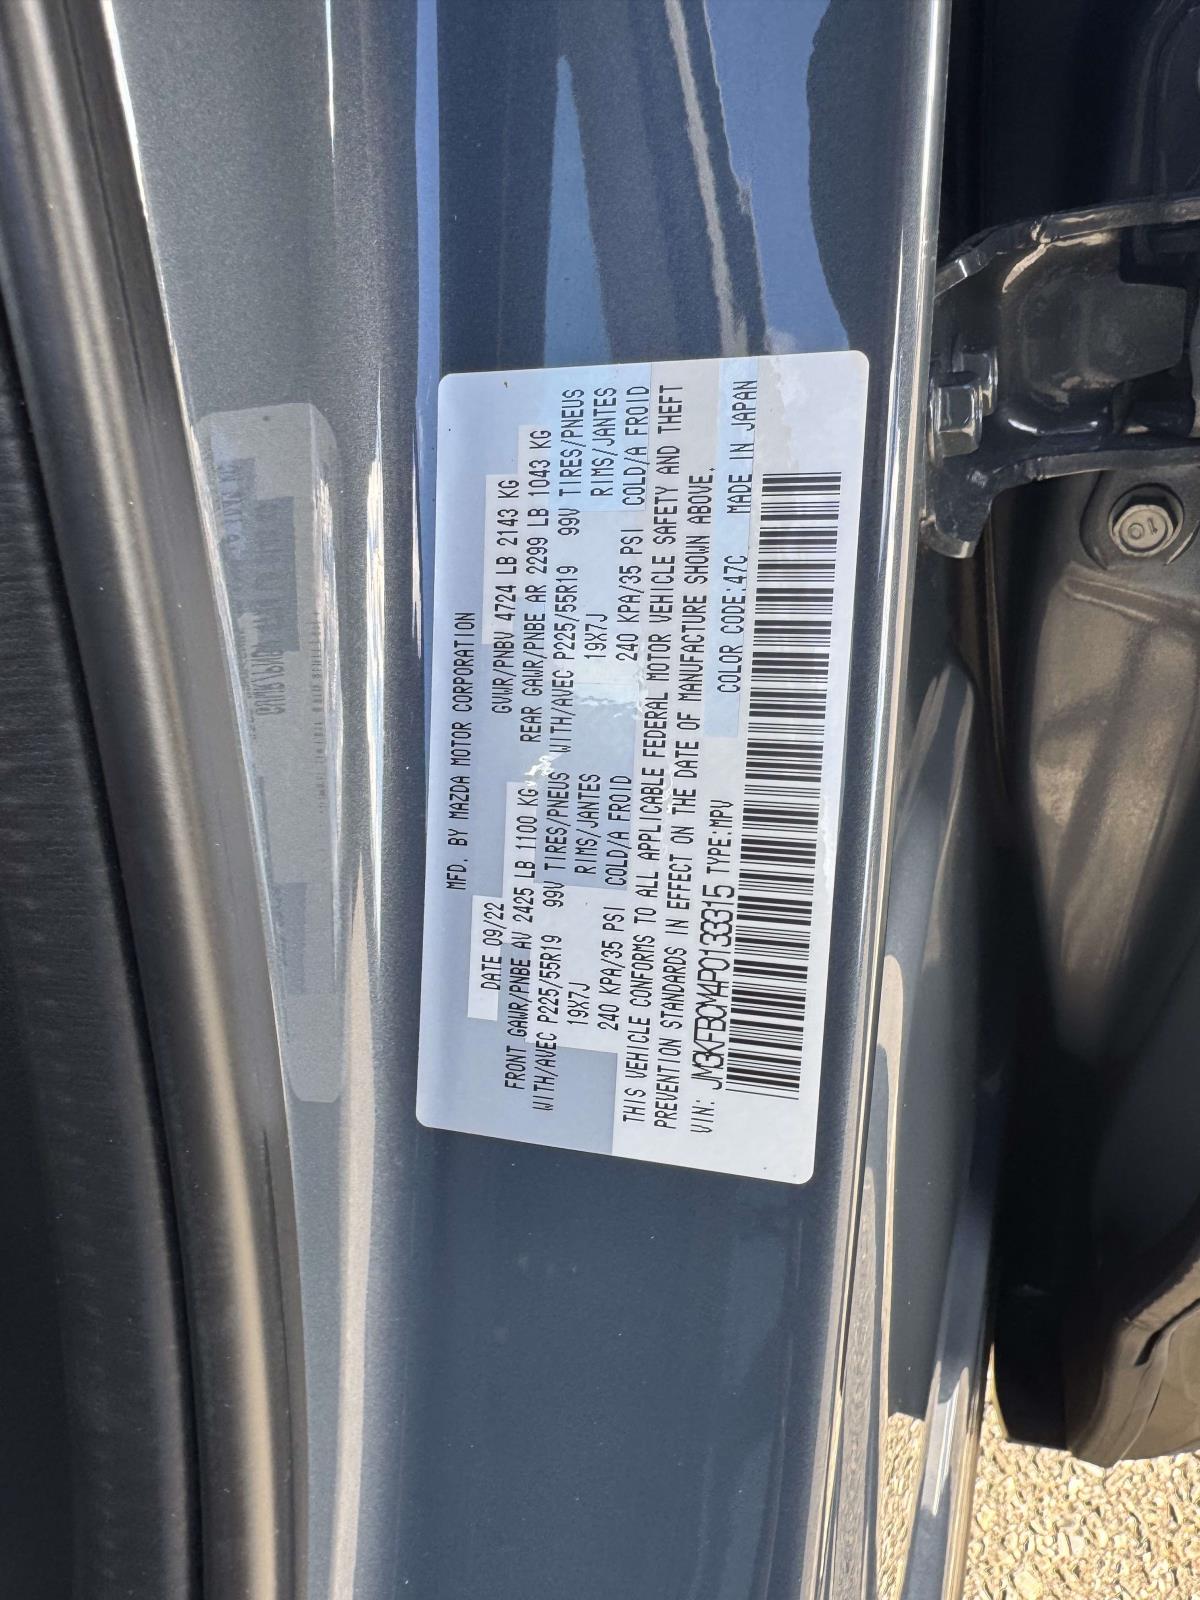 MFD. BY MAZDA MOTOR CORPORATION
DATE 09/22 GVWR/PNBV 4724 LB 2143 KG
FRONT GAWR/PNBE AV 2425 LB 1100 KG REAR GAWR/PNBE AR 2299 LB 1043 KG
WITH/AVEC P225/55R19 99V TIRES/PNEUS WITH/AVEC P225/55R19 99V TIRES/PNEUS
19X7J RIMS/JANTES 19X7J RIMS/JANTES
240 KPA/35 PSI COLD/A FROID 240 KPA/35 PSI COLD/A FROID
THIS VEHICLE CONFORMS TO ALL APPLICABLE FEDERAL MOTOR VEHICLE SAFETY AND THEFT
PREVENTION STANDARDS IN EFFECT ON THE DATE OF MANUFACTURE SHOWN ABOVE.
VIN: JM3KFBCM4P0133315 TYPE:MPV COLOR CODE:47C MADE IN JAPAN
10